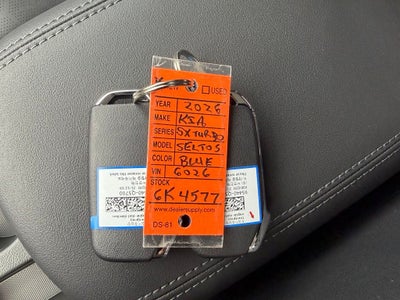 USED
YEAR 2026
MAKE KIA
SERIES SX TURBO
MODEL SELTOS
COLOR BLUE
VIN 6026
STOCK 6K4577
www.dealersupply.com
DS-61